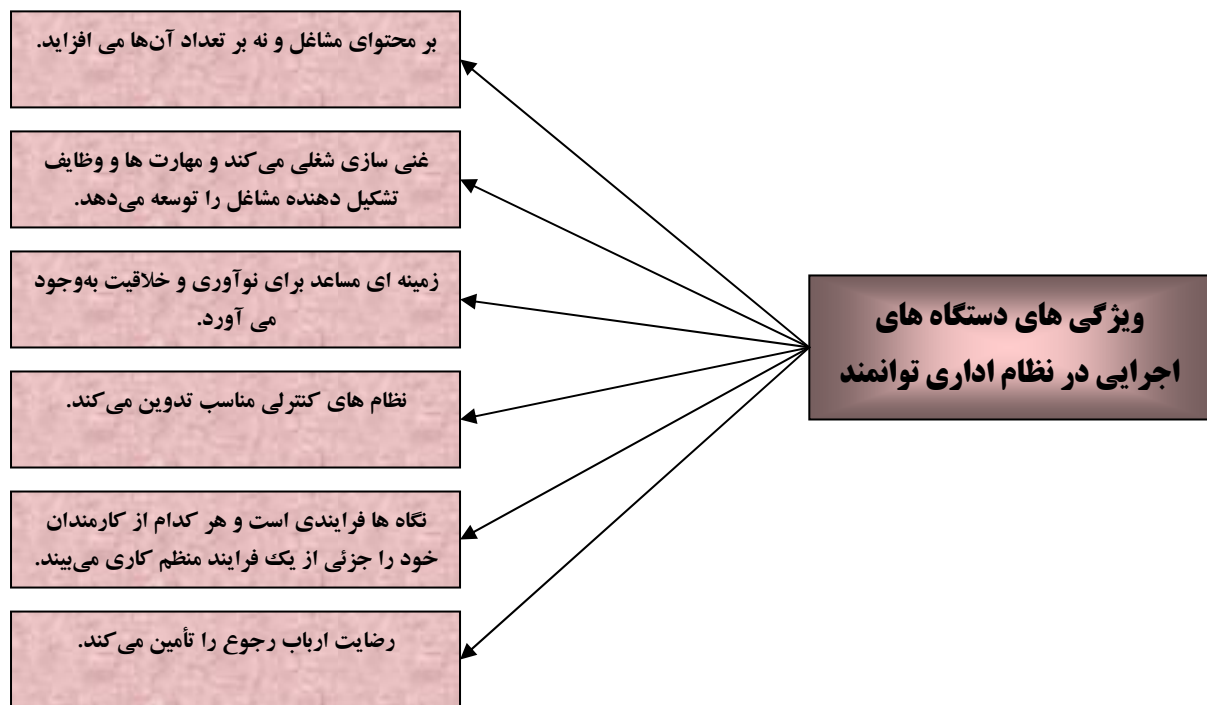 ویژگی های دستگاه های
اجرایی در نظام اداری توانمند
بر محتوای مشاغل و نه بر تعداد آن‌ها می افزاید.
غنی سازی شغلی می‌کند و مهارت ها و وظایف
تشکیل دهنده مشاغل را توسعه می‌دهد.
زمینه ای مساعد برای نوآوری و خلاقیت به‌وجود
می آورد.
نظام های کنترلی مناسب تدوین می‌کند.
نگاه ها فرایندی است و هر کدام از کارمندان
خود را جزئی از یک فرایند منظم کاری می‌بیند.
رضایت ارباب رجوع را تأمین می‌کند.